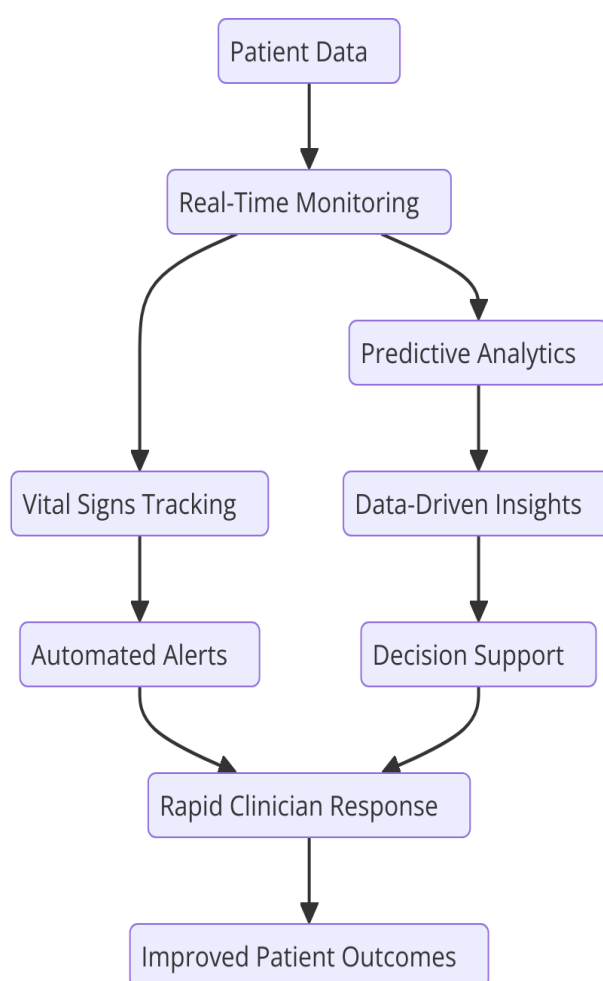 Patient Data
Real-Time Monitoring
Predictive Analytics
Vital Signs Tracking
Data-Driven Insights
Automated Alerts
Decision Support
Rapid Clinician Response
Improved Patient Outcomes